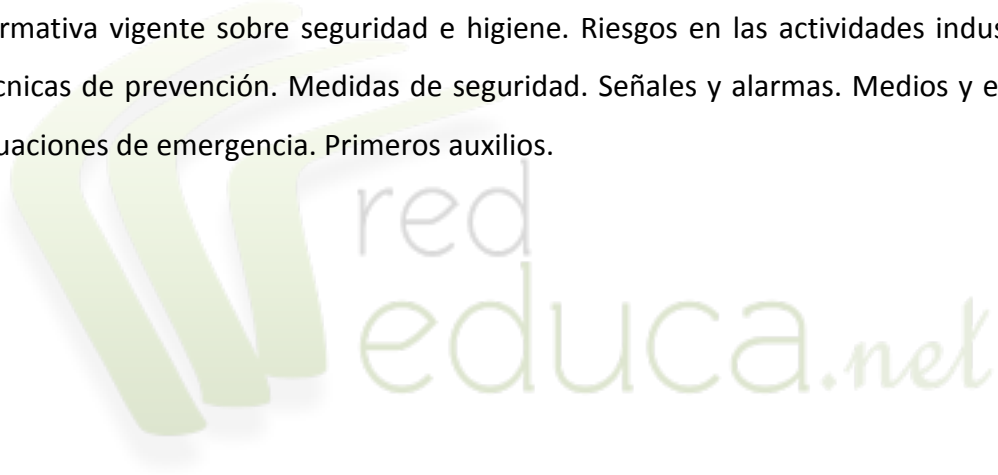 rmativa vigente sobre seguridad e higiene. Riesgos en las actividades indus
cnicas de prevención. Medidas de seguridad. Señales y alarmas. Medios y e
uaciones de emergencia. Primeros auxilios.
red
educa.net